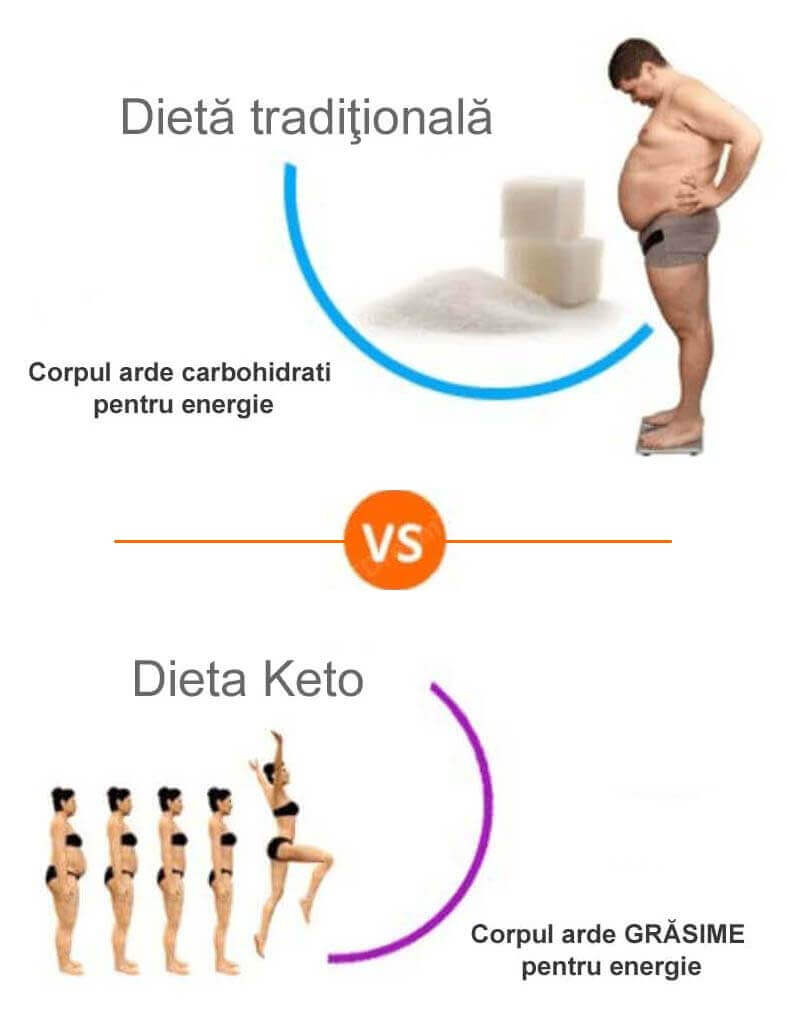 Dietă tradiţională
Corpul arde carbohidrati
pentru energie
VS
Dieta Keto
Corpul arde GRĂSIME
pentru energie